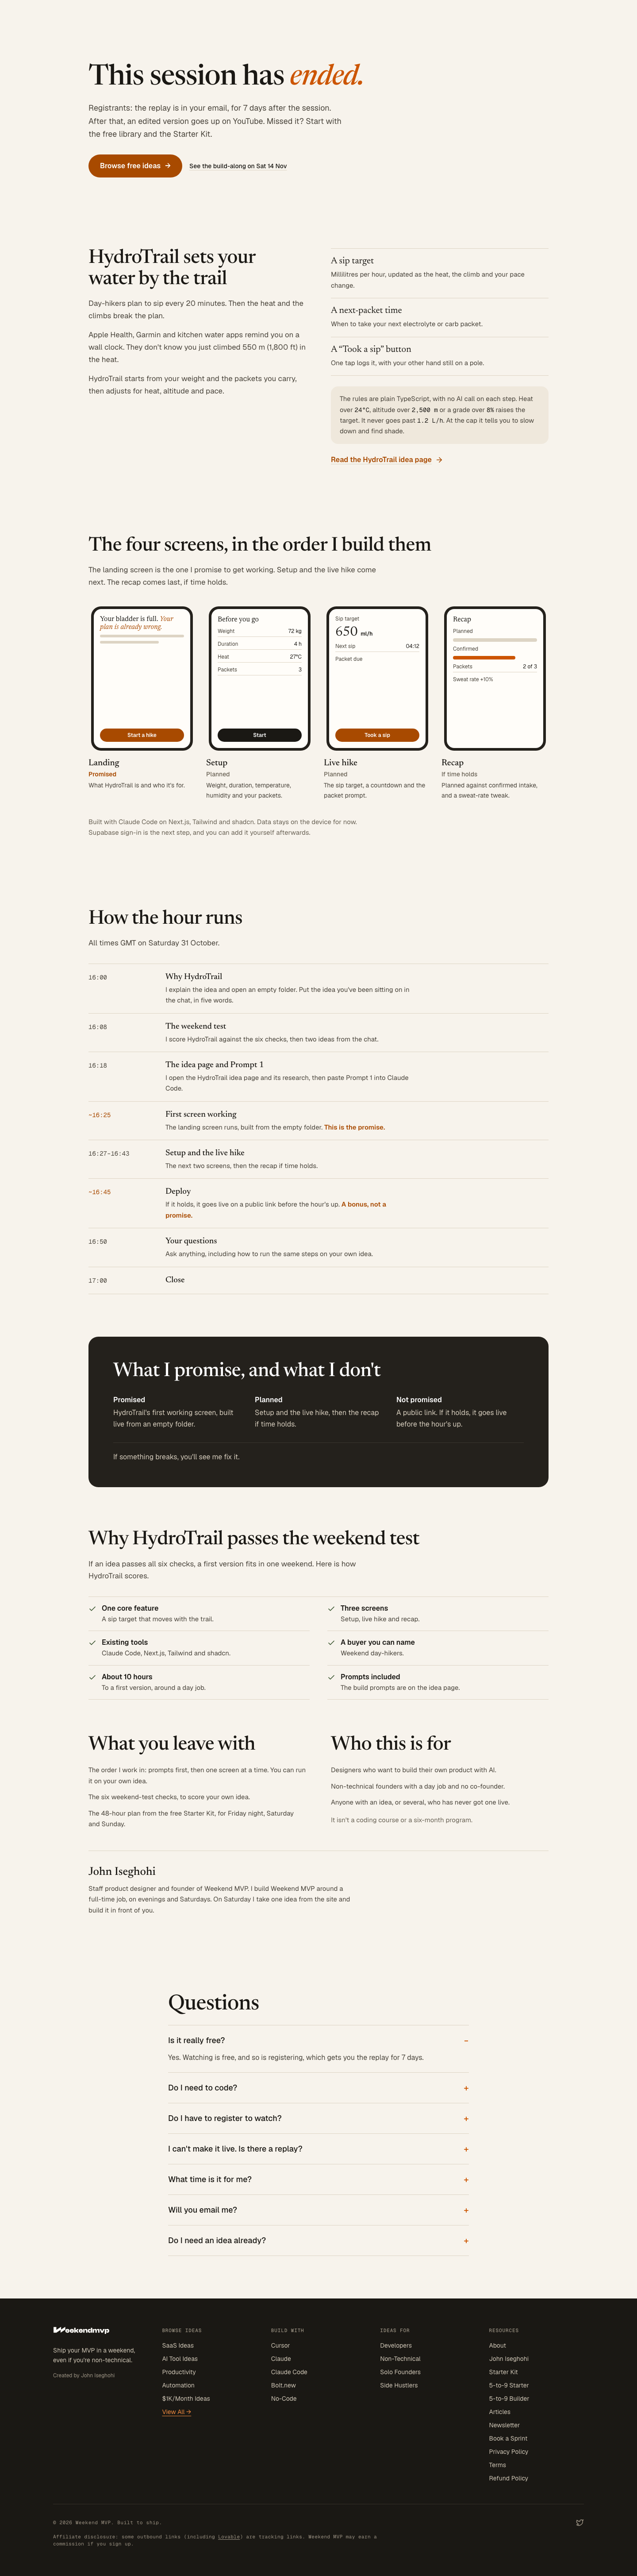 This session has ended.
Registrants: the replay is in your email, for 7 days after the session.
After that, an edited version goes up on YouTube. Missed it? Start with
the free library and the Starter Kit.
Browse free ideas →
See the build-along on Sat 14 Nov
HydroTrail sets your
water by the trail
Day-hikers plan to sip every 20 minutes. Then the heat and the
climbs break the plan.
Apple Health, Garmin and kitchen water apps remind you on a
wall clock. They don't know you just climbed 550 m (1,800 ft) in
the heat.
HydroTrail starts from your weight and the packets you carry,
then adjusts for heat, altitude and pace.
A sip target
Millilitres per hour, updated as the heat, the climb and your pace
change.
A next-packet time
When to take your next electrolyte or carb packet.
A “Took a sip” button
One tap logs it, with your other hand still on a pole.
The rules are plain TypeScript, with no AI call on each step. Heat
over 24°C, altitude over 2,500 m or a grade over 8% raises the
target. It never goes past 1.2 L/h. At the cap it tells you to slow
down and find shade.
Read the HydroTrail idea page →
The four screens, in the order I build them
The landing screen is the one I promise to get working. Setup and the live hike come
next. The recap comes last, if time holds.
Your bladder is full. Your
plan is already wrong.
Start a hike
Landing
Promised
What HydroTrail is and who it's for.
Before you go
Weight 72 kg
Duration 4 h
Heat 27°C
Packets 3
Start
Setup
Planned
Weight, duration, temperature,
humidity and your packets.
Sip target
650 ml/h
Next sip 04:12
Packet due
Took a sip
Live hike
Planned
The sip target, a countdown and the
packet prompt.
Recap
Planned
Confirmed
Packets 2 of 3
Sweat rate +10%
Recap
If time holds
Planned against confirmed intake,
and a sweat-rate tweak.
Built with Claude Code on Next.js, Tailwind and shadcn. Data stays on the device for now.
Supabase sign-in is the next step, and you can add it yourself afterwards.
How the hour runs
All times GMT on Saturday 31 October.
16:00
Why HydroTrail
I explain the idea and open an empty folder. Put the idea you've been sitting on in
the chat, in five words.
16:08
The weekend test
I score HydroTrail against the six checks, then two ideas from the chat.
16:18
The idea page and Prompt 1
I open the HydroTrail idea page and its research, then paste Prompt 1 into Claude
Code.
~16:25
First screen working
The landing screen runs, built from the empty folder. This is the promise.
16:27–16:43
Setup and the live hike
The next two screens, then the recap if time holds.
~16:45
Deploy
If it holds, it goes live on a public link before the hour's up. A bonus, not a
promise.
16:50
Your questions
Ask anything, including how to run the same steps on your own idea.
17:00
Close
What I promise, and what I don't
Promised
HydroTrail's first working screen, built
live from an empty folder.
Planned
Setup and the live hike, then the recap
if time holds.
Not promised
A public link. If it holds, it goes live
before the hour's up.
If something breaks, you'll see me fix it.
Why HydroTrail passes the weekend test
If an idea passes all six checks, a first version fits in one weekend. Here is how
HydroTrail scores.
One core feature
A sip target that moves with the trail.
Three screens
Setup, live hike and recap.
Existing tools
Claude Code, Next.js, Tailwind and shadcn.
A buyer you can name
Weekend day-hikers.
About 10 hours
To a first version, around a day job.
Prompts included
The build prompts are on the idea page.
What you leave with
The order I work in: prompts first, then one screen at a time. You can run
it on your own idea.
The six weekend-test checks, to score your own idea.
The 48-hour plan from the free Starter Kit, for Friday night, Saturday
and Sunday.
Who this is for
Designers who want to build their own product with AI.
Non-technical founders with a day job and no co-founder.
Anyone with an idea, or several, who has never got one live.
It isn't a coding course or a six-month program.
John Iseghohi
Staff product designer and founder of Weekend MVP. I build Weekend MVP around a
full-time job, on evenings and Saturdays. On Saturday I take one idea from the site and
build it in front of you.
Questions
Is it really free? −
Yes. Watching is free, and so is registering, which gets you the replay for 7 days.
Do I need to code? +
Do I have to register to watch? +
I can't make it live. Is there a replay? +
What time is it for me? +
Will you email me? +
Do I need an idea already? +
Weekendmvp
Ship your MVP in a weekend,
even if you're non-technical.
Created by John Iseghohi
BROWSE IDEAS
SaaS Ideas
AI Tool Ideas
Productivity
Automation
$1K/Month Ideas
View All →
BUILD WITH
Cursor
Claude
Claude Code
Bolt.new
No-Code
IDEAS FOR
Developers
Non-Technical
Solo Founders
Side Hustlers
RESOURCES
About
John Iseghohi
Starter Kit
5-to-9 Starter
5-to-9 Builder
Articles
Newsletter
Book a Sprint
Privacy Policy
Terms
Refund Policy
© 2026 Weekend MVP. Built to ship.
Affiliate disclosure: some outbound links (including Lovable) are tracking links. Weekend MVP may earn a
commission if you sign up.